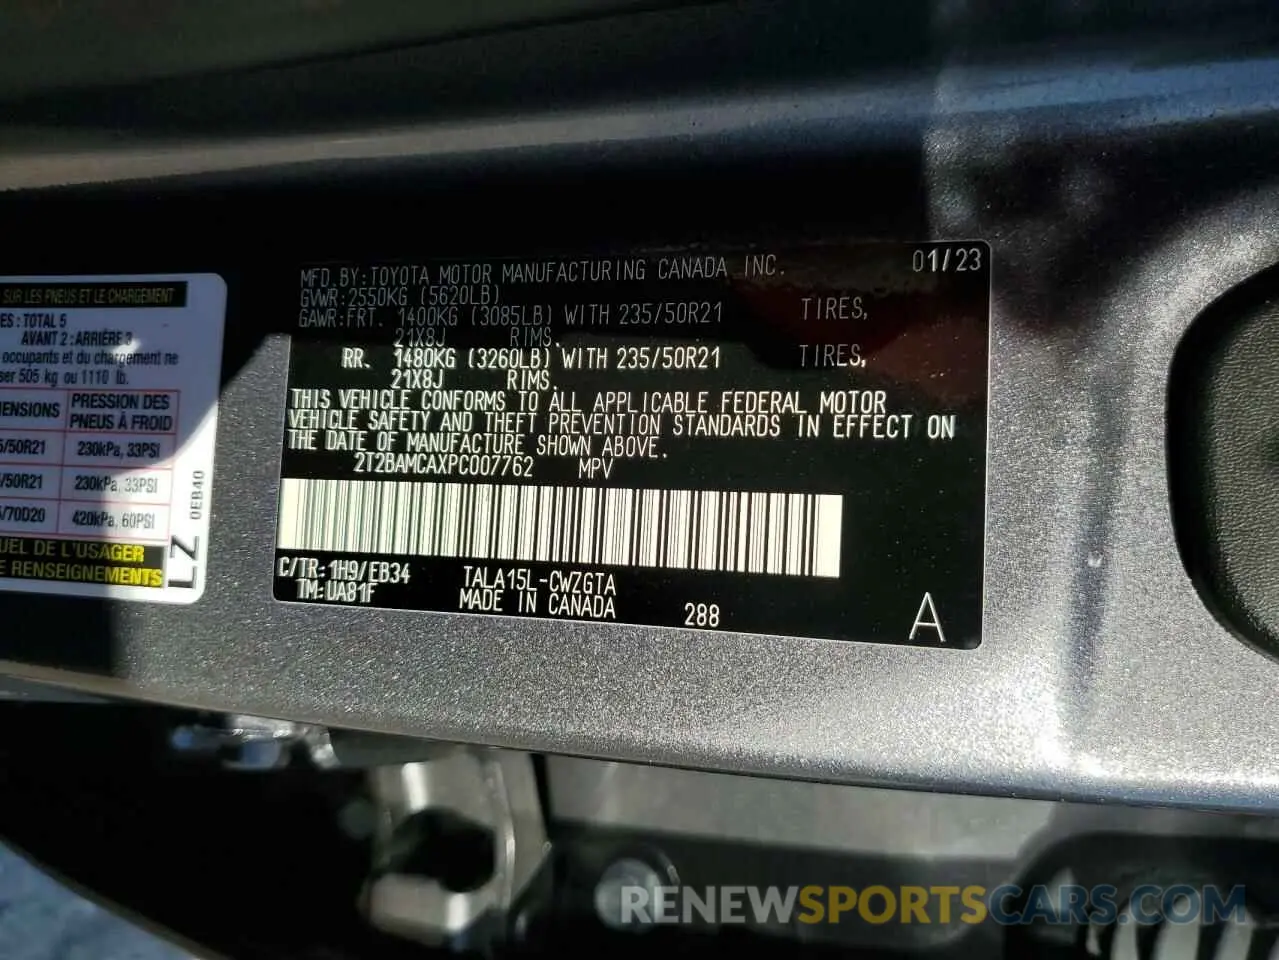 SUR LES PNEUS ET LE CHARGEMENT
ES : TOTAL 5
AVANT 2 : ARRIÈRE 3
occupants et du chargement ne
ser 505 kg ou 1110 lb.
PRESSION DES
PNEUS À FROID
/50R21 230kPa, 33PSI
/50R21 230kPa, 33PSI
/70D20 420kPa, 60PSI
UEL DE L'USAGER
E RENSEIGNEMENTS
LZ 0EB40
MFD.BY:TOYOTA MOTOR MANUFACTURING CANADA INC. 01/23
GVWR:2550KG (5620LB)
GAWR:FRT. 1400KG (3085LB) WITH 235/50R21 TIRES,
21X8J RIMS.
RR. 1480KG (3260LB) WITH 235/50R21 TIRES,
21X8J RIMS.
THIS VEHICLE CONFORMS TO ALL APPLICABLE FEDERAL MOTOR
VEHICLE SAFETY AND THEFT PREVENTION STANDARDS IN EFFECT ON
THE DATE OF MANUFACTURE SHOWN ABOVE.
2T2BAMCAXPC007762 MPV
C/TR:1H9/EB34 TALA15L-CWZGTA
TM:UA81F MADE IN CANADA 288
A
RENEWSPORTSCARS.COM